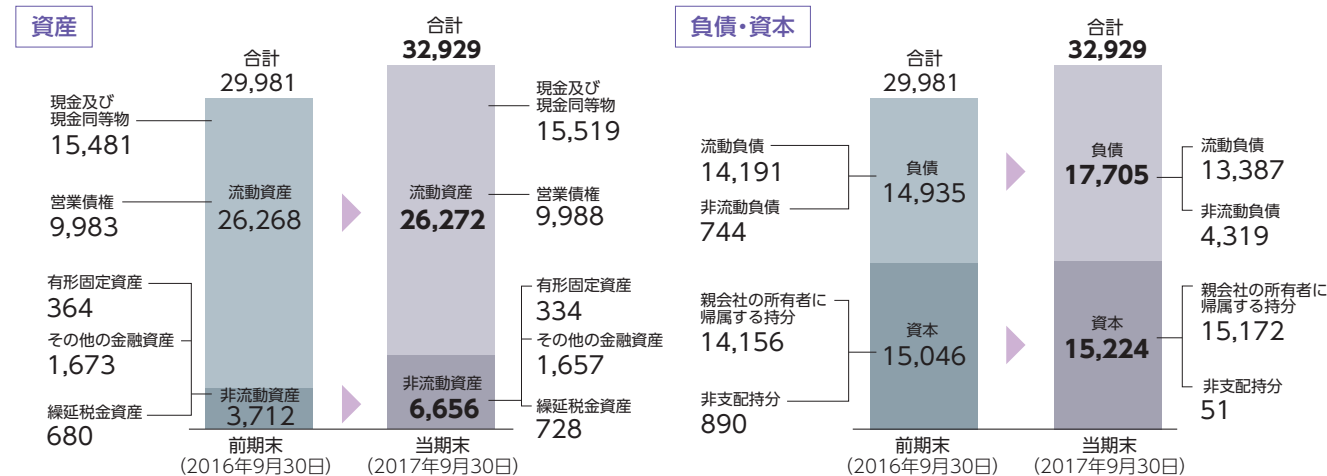 資産
合計
29,981
合計
32,929
現金及び
現金同等物
15,481
営業債権
9,983
有形固定資産
364
その他の金融資産
1,673
繰延税金資産
680
流動資産
26,268
非流動資産
3,712
流動資産
26,272
非流動資産
6,656
現金及び
現金同等物
15,519
営業債権
9,988
有形固定資産
334
その他の金融資産
1,657
繰延税金資産
728
前期末
(2016年9月30日)
当期末
(2017年9月30日)
負債・資本
合計
29,981
合計
32,929
流動負債
14,191
非流動負債
744
親会社の所有者に
帰属する持分
14,156
非支配持分
890
負債
14,935
資本
15,046
負債
17,705
資本
15,224
流動負債
13,387
非流動負債
4,319
親会社の所有者に
帰属する持分
15,172
非支配持分
51
前期末
(2016年9月30日)
当期末
(2017年9月30日)